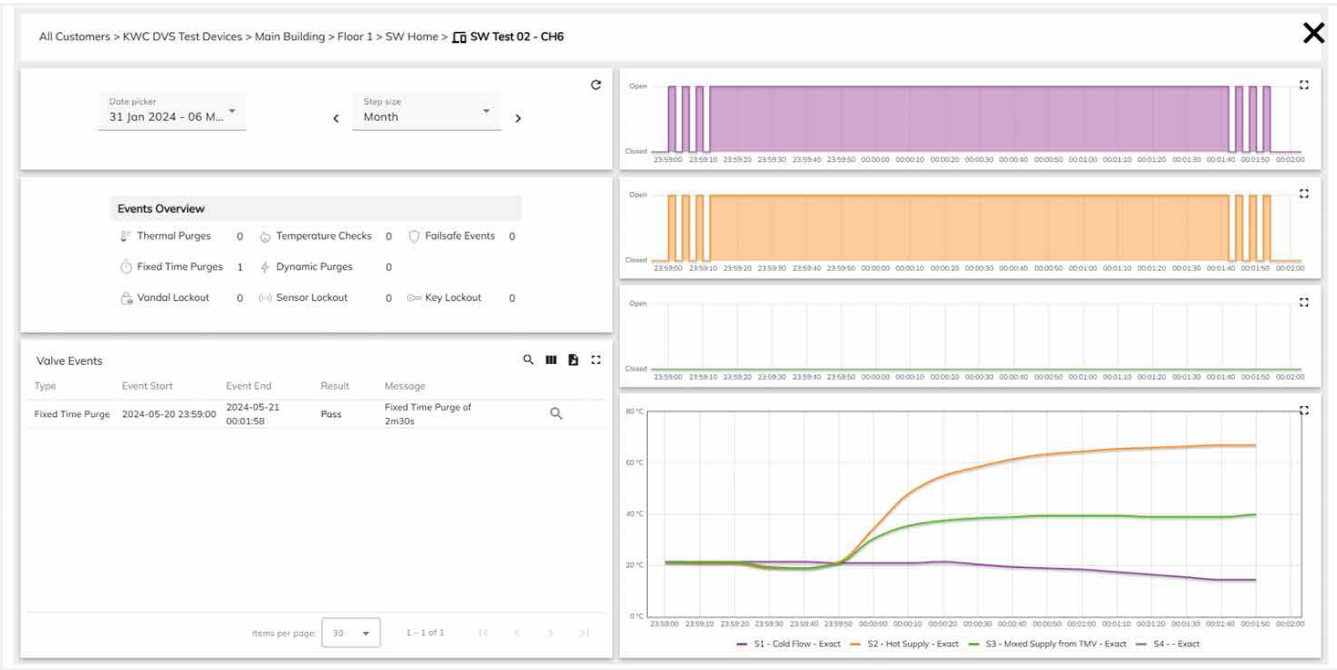 All Customers > KWC DVS Test Devices > Main Building > Floor 1 > SW Home > SW Test 02 - CH6
Date picker
31 Jan 2024 - 06 M...
Step size
Month
Events Overview
Thermal Purges 0 Temperature Checks 0 Failsafe Events 0
Fixed Time Purges 1 Dynamic Purges 0
Vandal Lockout 0 Sensor Lockout 0 Key Lockout 0
Valve Events
Type Event Start Event End Result Message
Fixed Time Purge 2024-05-20 23:59:00 2024-05-21 00:01:58 Pass Fixed Time Purge of 2m30s
Items per page: 30 1 - 1 of 1
Open
Closed
23:59:00 23:59:10 23:59:20 23:59:30 23:59:40 23:59:50 00:00:00 00:00:10 00:00:20 00:00:30 00:00:40 00:00:50 00:01:00 00:01:10 00:01:20 00:01:30 00:01:40 00:01:50 00:02:00
Open
Closed
23:59:00 23:59:10 23:59:20 23:59:30 23:59:40 23:59:50 00:00:00 00:00:10 00:00:20 00:00:30 00:00:40 00:00:50 00:01:00 00:01:10 00:01:20 00:01:30 00:01:40 00:01:50 00:02:00
Open
Closed
23:59:00 23:59:10 23:59:20 23:59:30 23:59:40 23:59:50 00:00:00 00:00:10 00:00:20 00:00:30 00:00:40 00:00:50 00:01:00 00:01:10 00:01:20 00:01:30 00:01:40 00:01:50 00:02:00
80 °C
60 °C
40 °C
20 °C
0 °C
23:59:00 23:59:10 23:59:20 23:59:30 23:59:40 23:59:50 00:00:00 00:00:10 00:00:20 00:00:30 00:00:40 00:00:50 00:01:00 00:01:10 00:01:20 00:01:30 00:01:40 00:01:50 00:02:00
S1 - Cold Flow - Exact S2 - Hot Supply - Exact S3 - Mixed Supply from TMV - Exact S4 - - Exact